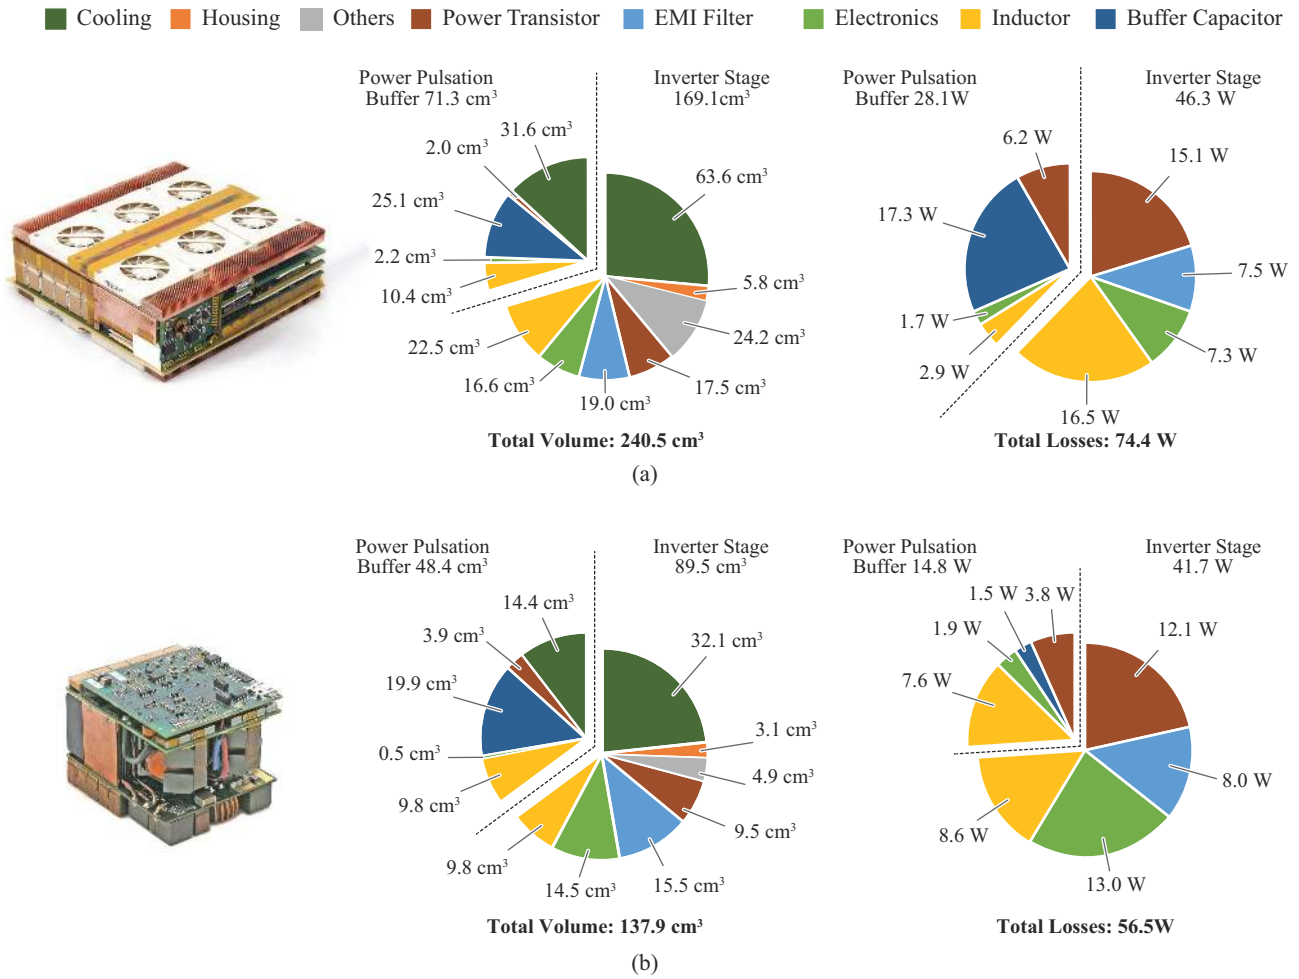 Cooling Housing Others Power Transistor EMI Filter Electronics Inductor Buffer Capacitor
Power Pulsation
Buffer 71.3 cm³
Inverter Stage
169.1cm³
31.6 cm³
2.0 cm³
25.1 cm³
2.2 cm³
10.4 cm³
63.6 cm³
5.8 cm³
24.2 cm³
17.5 cm³
19.0 cm³
16.6 cm³
22.5 cm³
Total Volume: 240.5 cm³
Power Pulsation
Buffer 28.1W
Inverter Stage
46.3 W
6.2 W
17.3 W
1.7 W
2.9 W
15.1 W
7.5 W
7.3 W
16.5 W
Total Losses: 74.4 W
(a)
Power Pulsation
Buffer 48.4 cm³
Inverter Stage
89.5 cm³
14.4 cm³
3.9 cm³
19.9 cm³
0.5 cm³
9.8 cm³
32.1 cm³
3.1 cm³
4.9 cm³
9.5 cm³
15.5 cm³
14.5 cm³
9.8 cm³
Total Volume: 137.9 cm³
Power Pulsation
Buffer 14.8 W
Inverter Stage
41.7 W
1.5 W
3.8 W
1.9 W
7.6 W
12.1 W
8.0 W
13.0 W
8.6 W
Total Losses: 56.5W
(b)